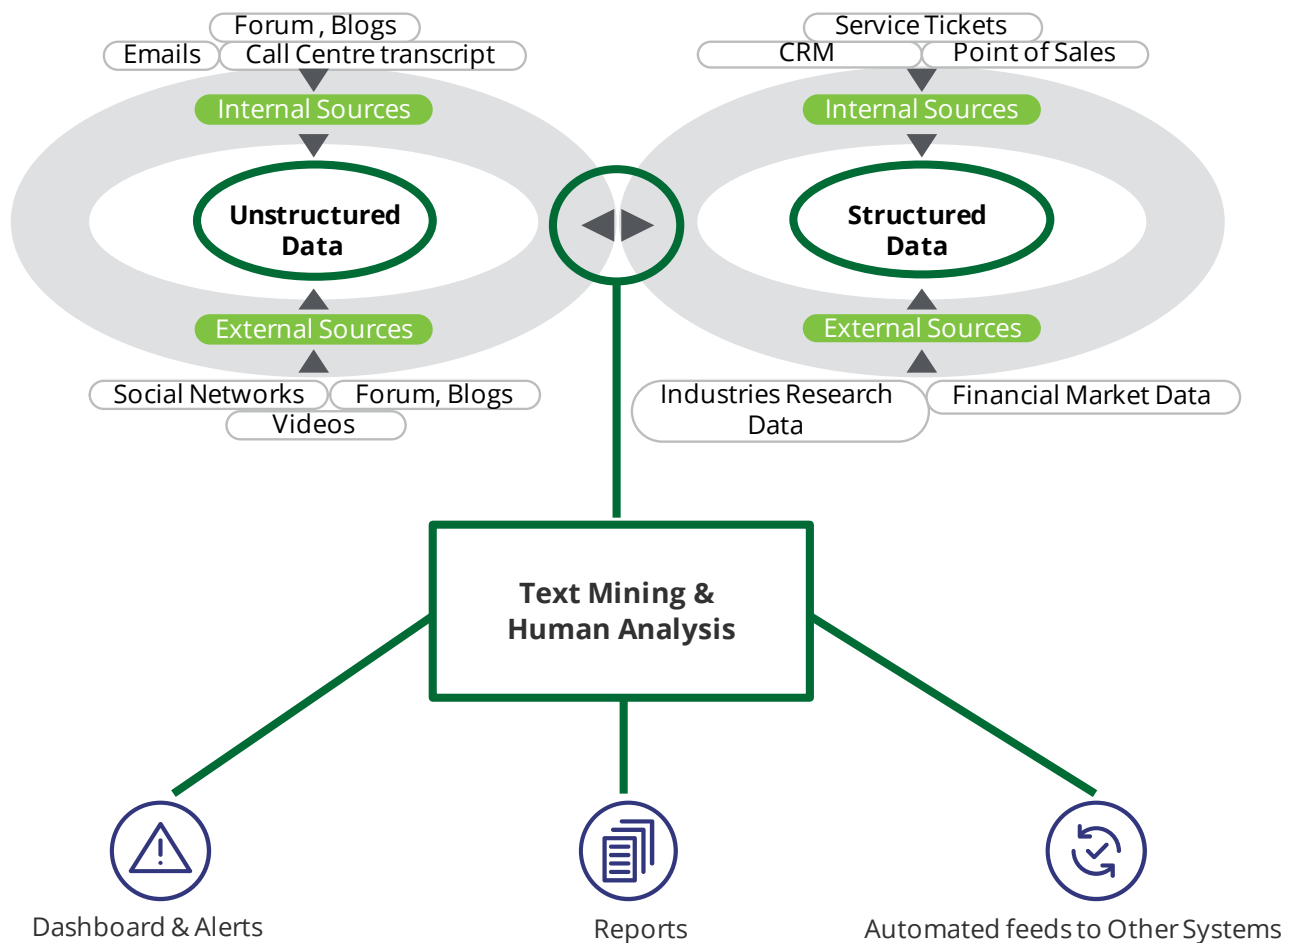 Forum , Blogs
Emails
Call Centre transcript
Internal Sources
Unstructured
Data
External Sources
Social Networks
Forum, Blogs
Videos
Service Tickets
CRM
Point of Sales
Internal Sources
Structured
Data
External Sources
Industries Research
Data
Financial Market Data
Text Mining &
Human Analysis
Dashboard & Alerts
Reports
Automated feeds to Other Systems